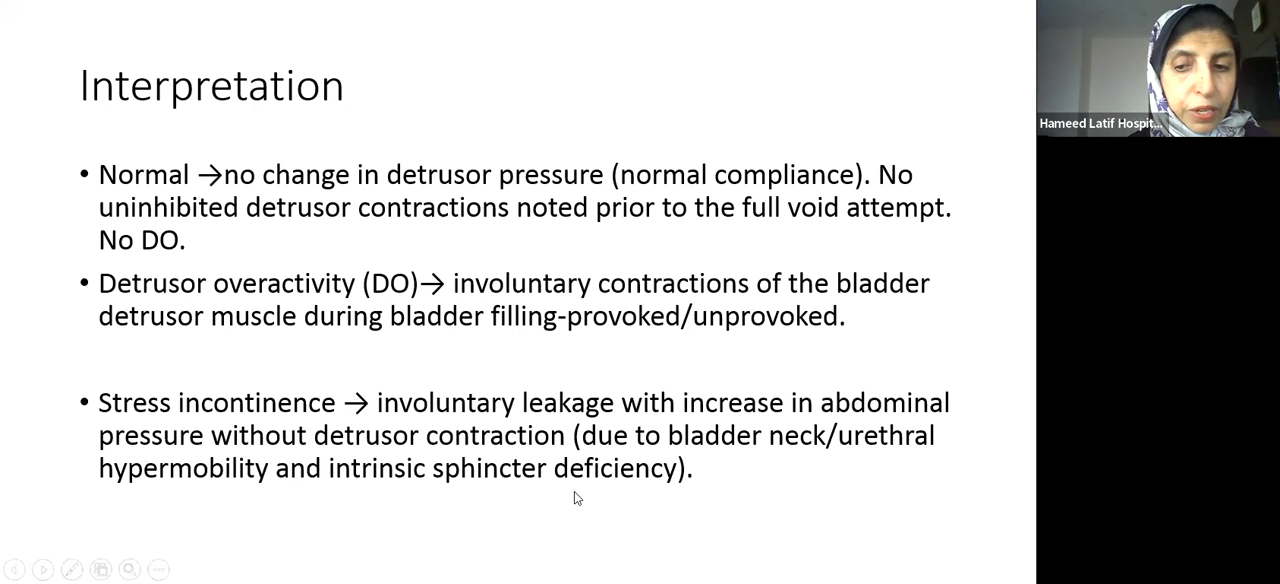 Interpretation
• Normal →no change in detrusor pressure (normal compliance). No
uninhibited detrusor contractions noted prior to the full void attempt.
No DO.
• Detrusor overactivity (DO)→ involuntary contractions of the bladder
detrusor muscle during bladder filling-provoked/unprovoked.
• Stress incontinence → involuntary leakage with increase in abdominal
pressure without detrusor contraction (due to bladder neck/urethral
hypermobility and intrinsic sphincter deficiency).
Hameed Latif Hospit...